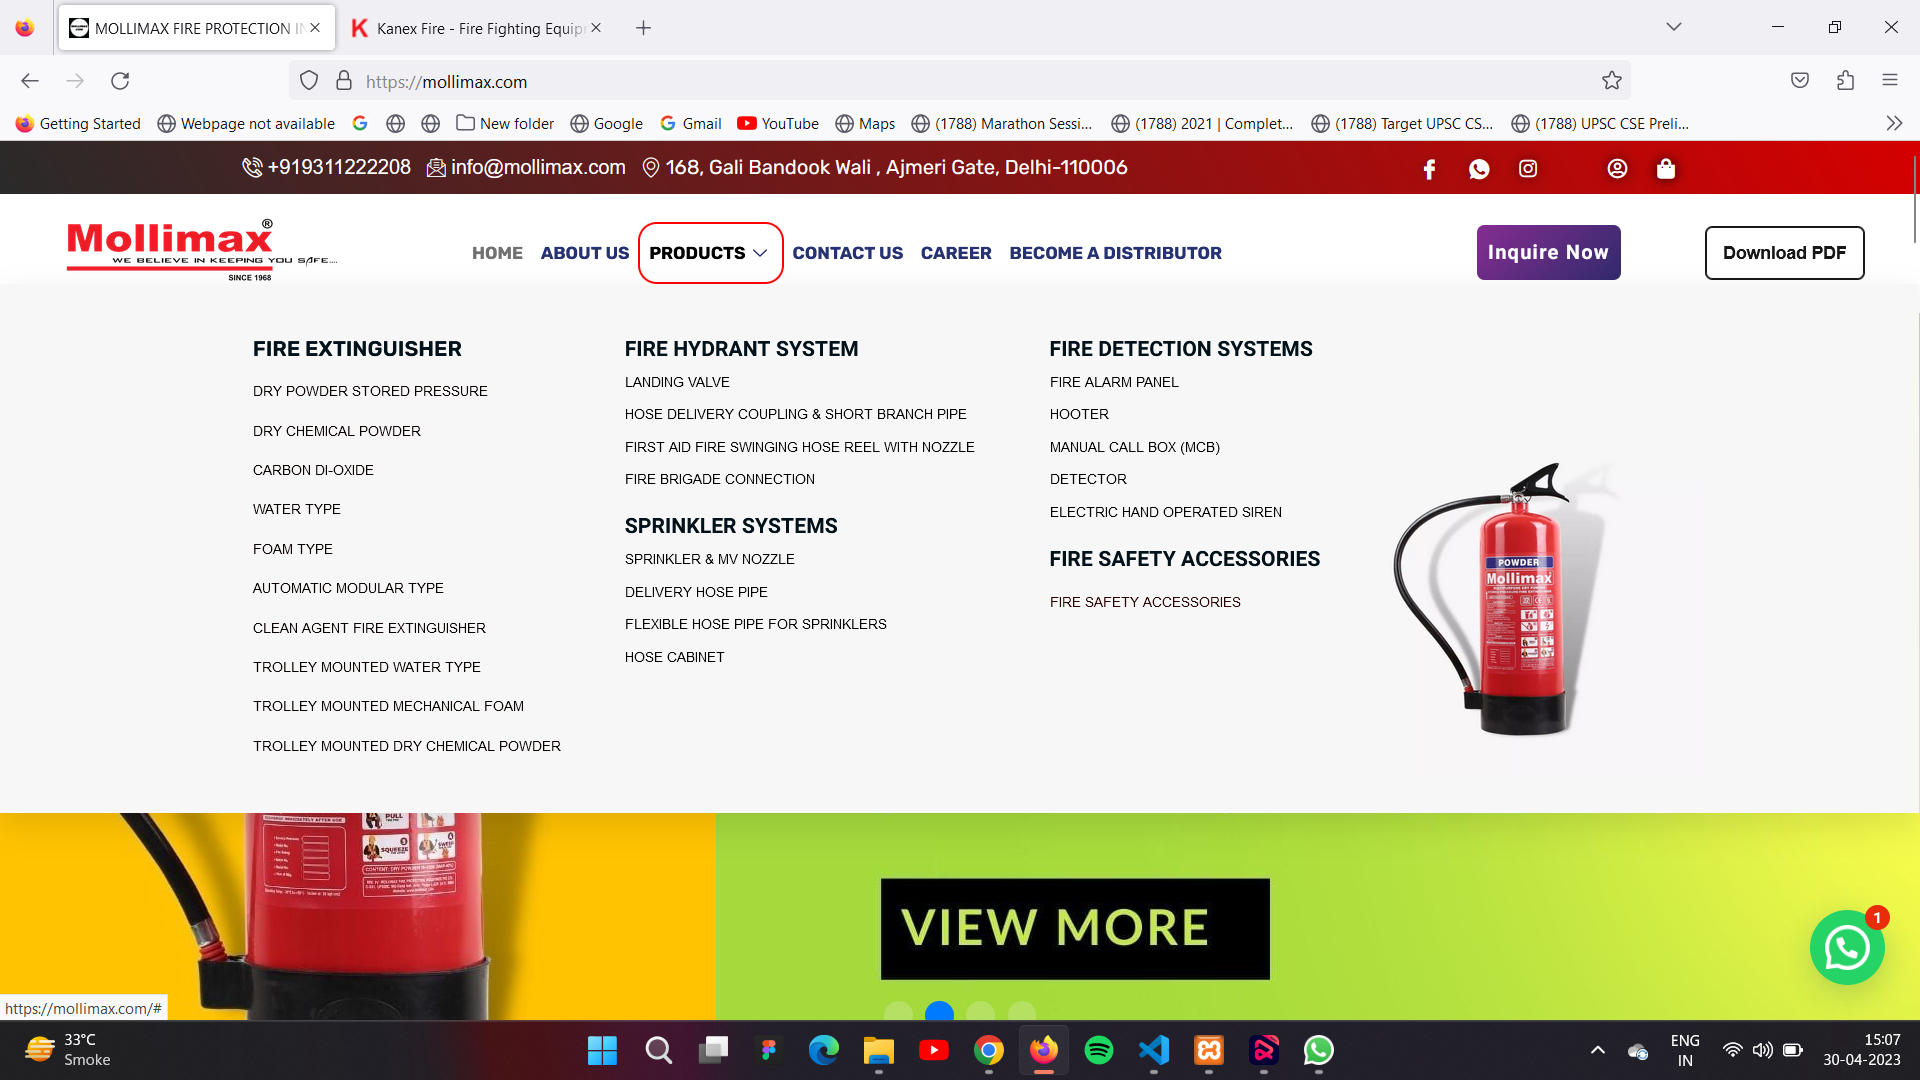 MOLLIMAX FIRE PROTECTION IN
Kanex Fire - Fire Fighting Equip
https://mollimax.com
Getting Started
Webpage not available
New folder
Google
Gmail
YouTube
Maps
(1788) Marathon Sessi...
(1788) 2021 | Complet...
(1788) Target UPSC CS...
(1788) UPSC CSE Preli...
+919311222208
info@mollimax.com
168, Gali Bandook Wali , Ajmeri Gate, Delhi-110006
Mollimax®
WE BELIEVE IN KEEPING YOU SAFE....
SINCE 1968
HOME
ABOUT US
PRODUCTS
CONTACT US
CAREER
BECOME A DISTRIBUTOR
Inquire Now
Download PDF
FIRE EXTINGUISHER
DRY POWDER STORED PRESSURE
DRY CHEMICAL POWDER
CARBON DI-OXIDE
WATER TYPE
FOAM TYPE
AUTOMATIC MODULAR TYPE
CLEAN AGENT FIRE EXTINGUISHER
TROLLEY MOUNTED WATER TYPE
TROLLEY MOUNTED MECHANICAL FOAM
TROLLEY MOUNTED DRY CHEMICAL POWDER
FIRE HYDRANT SYSTEM
LANDING VALVE
HOSE DELIVERY COUPLING & SHORT BRANCH PIPE
FIRST AID FIRE SWINGING HOSE REEL WITH NOZZLE
FIRE BRIGADE CONNECTION
SPRINKLER SYSTEMS
SPRINKLER & MV NOZZLE
DELIVERY HOSE PIPE
FLEXIBLE HOSE PIPE FOR SPRINKLERS
HOSE CABINET
FIRE DETECTION SYSTEMS
FIRE ALARM PANEL
HOOTER
MANUAL CALL BOX (MCB)
DETECTOR
ELECTRIC HAND OPERATED SIREN
FIRE SAFETY ACCESSORIES
FIRE SAFETY ACCESSORIES
POWDER
Mollimax
PULL
SQUEEZE
SWEEP
VIEW MORE
1
https://mollimax.com/#
33°C
Smoke
ENG
IN
15:07
30-04-2023